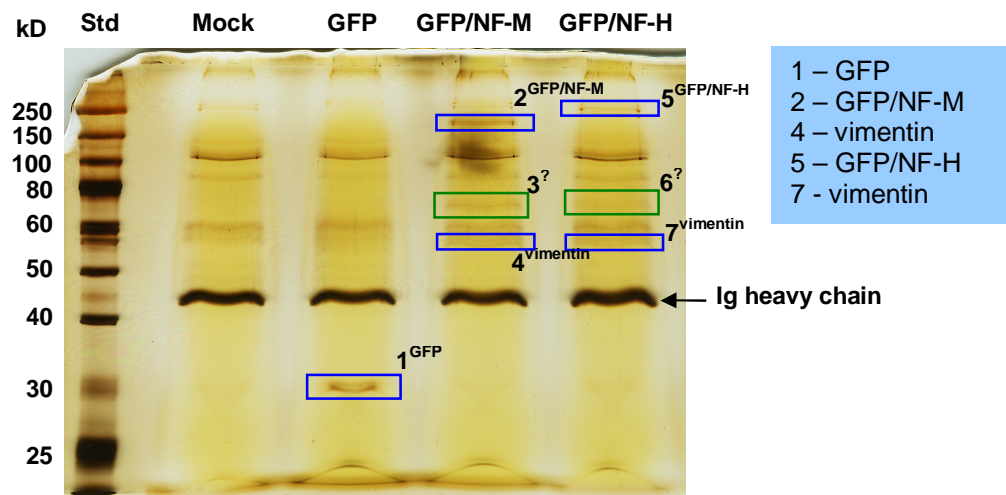 kD Std Mock GFP GFP/NF-M GFP/NF-H
250
150
100
80
60
50
40
30
25
2GFP/NF-M
5GFP/NF-H
3?
6?
7vimentin
4vimentin
Ig heavy chain
1GFP
1 – GFP
2 – GFP/NF-M
4 – vimentin
5 – GFP/NF-H
7 - vimentin